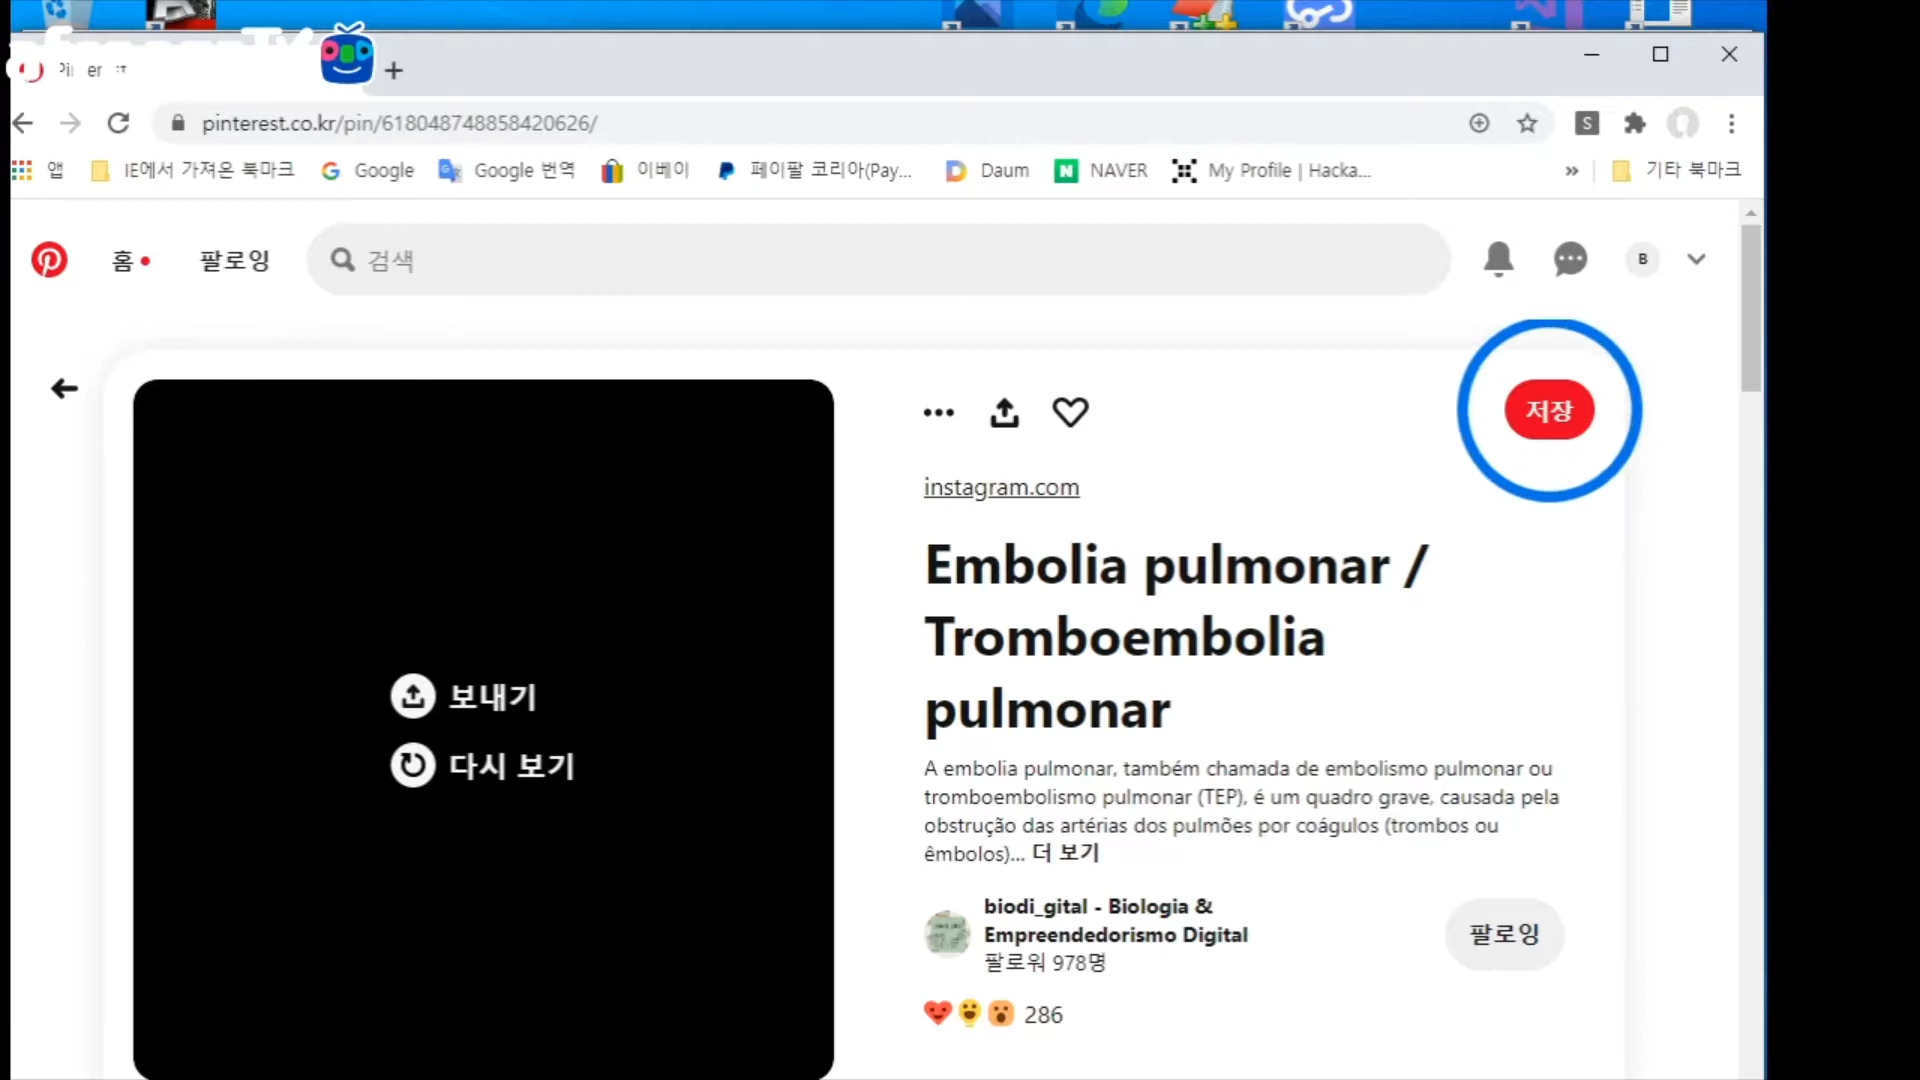 pinterest.co.kr/pin/618048748858420626/
S
앱 IE에서 가져온 북마크 Google Google 번역 이베이 페이팔 코리아(Pay... Daum NAVER My Profile | Hacka... » 기타 북마크
홈 팔로잉 검색 B
저장
instagram.com
Embolia pulmonar /
Tromboembolia
pulmonar
보내기
다시 보기
A embolia pulmonar, também chamada de embolismo pulmonar ou
tromboembolismo pulmonar (TEP), é um quadro grave, causada pela
obstrução das artérias dos pulmões por coágulos (trombos ou
êmbolos)... 더 보기
biodi_gital - Biologia &
Empreendedorismo Digital
팔로워 978명
팔로잉
286